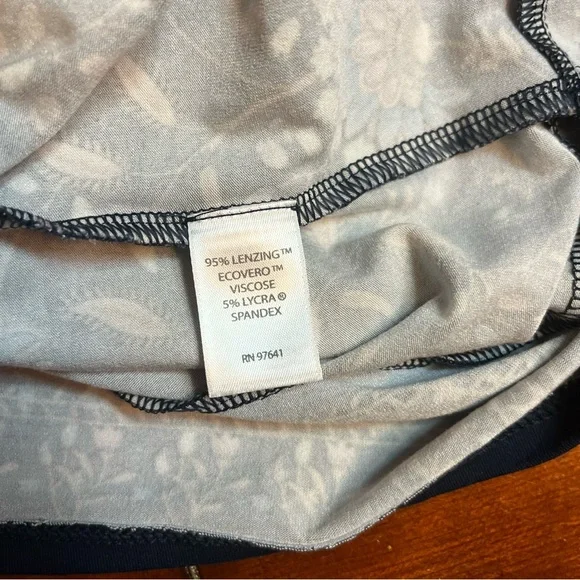 95% LENZING™
ECOVERO™
VISCOSE
5% LYCRA®
SPANDEX
RN 97641